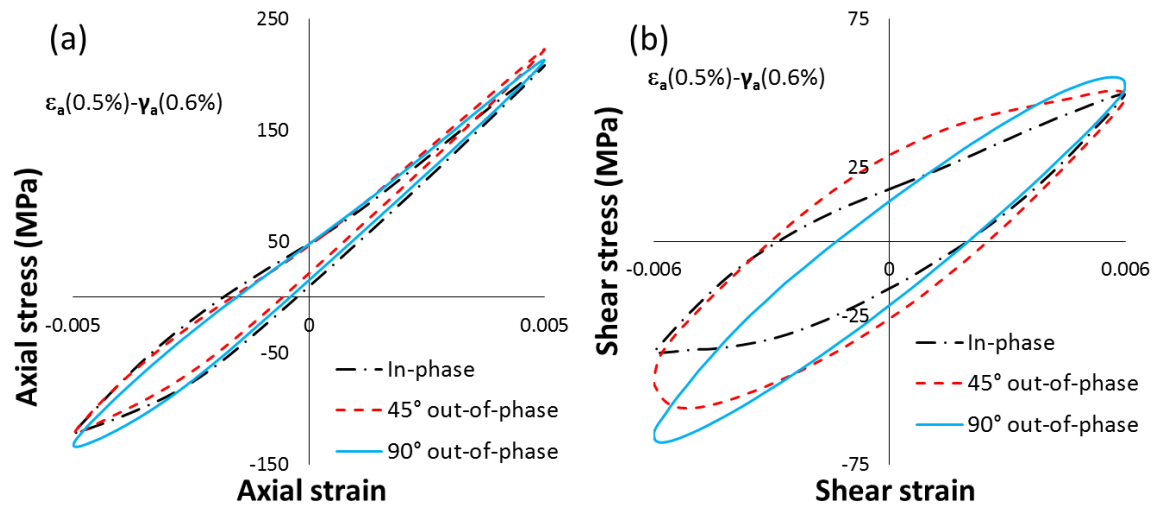 (a)
εa(0.5%)-γa(0.6%)
250
150
50
-50
-150
-0.005
0
0.005
Axial stress (MPa)
Axial strain
In-phase
45° out-of-phase
90° out-of-phase
(b)
εa(0.5%)-γa(0.6%)
75
25
-25
-75
-0.006
0
0.006
Shear stress (MPa)
Shear strain
In-phase
45° out-of-phase
90° out-of-phase